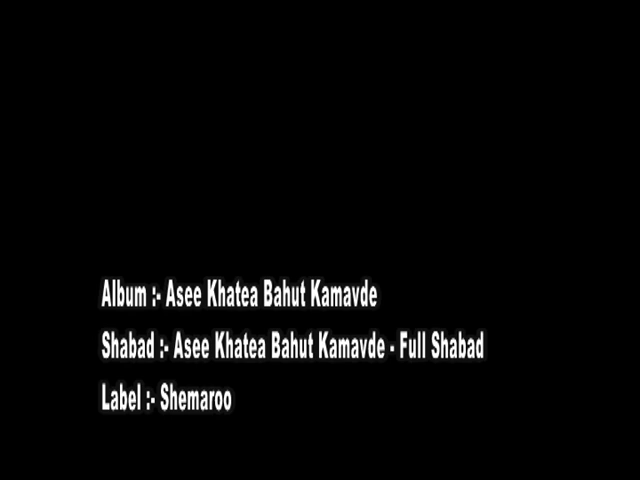 Album :- Asee Khatea Bahut Kamavde
Shabad :- Asee Khatea Bahut Kamavde - Full Shabad
Label :- Shemaroo